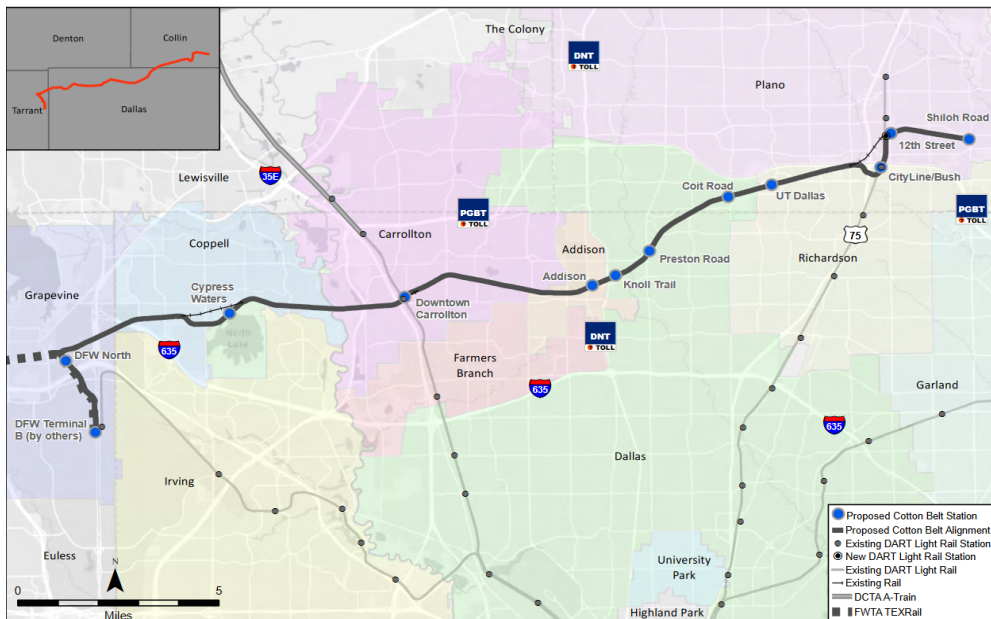 Denton
Collin
Tarrant
Dallas
The Colony
DNT
TOLL
Plano
Shiloh Road
12th Street
Lewisville
35E
CityLine/Bush
Coit Road
UT Dallas
PGBT
TOLL
PGBT
TOLL
Coppell
Carrollton
75
Addison
Preston Road
Richardson
Addison
Knoll Trail
Cypress
Waters
Grapevine
Downtown
Carrollton
North
Lake
DNT
TOLL
635
DFW North
Farmers
Branch
635
Garland
DFW Terminal
B (by others)
635
Dallas
Irving
Euless
N
0
5
Miles
University
Park
Highland Park
Proposed Cotton Belt Station
Proposed Cotton Belt Alignment
Existing DART Light Rail Station
New DART Light Rail Station
Existing DART Light Rail
Existing Rail
DCTA A-Train
FWTA TEXRail